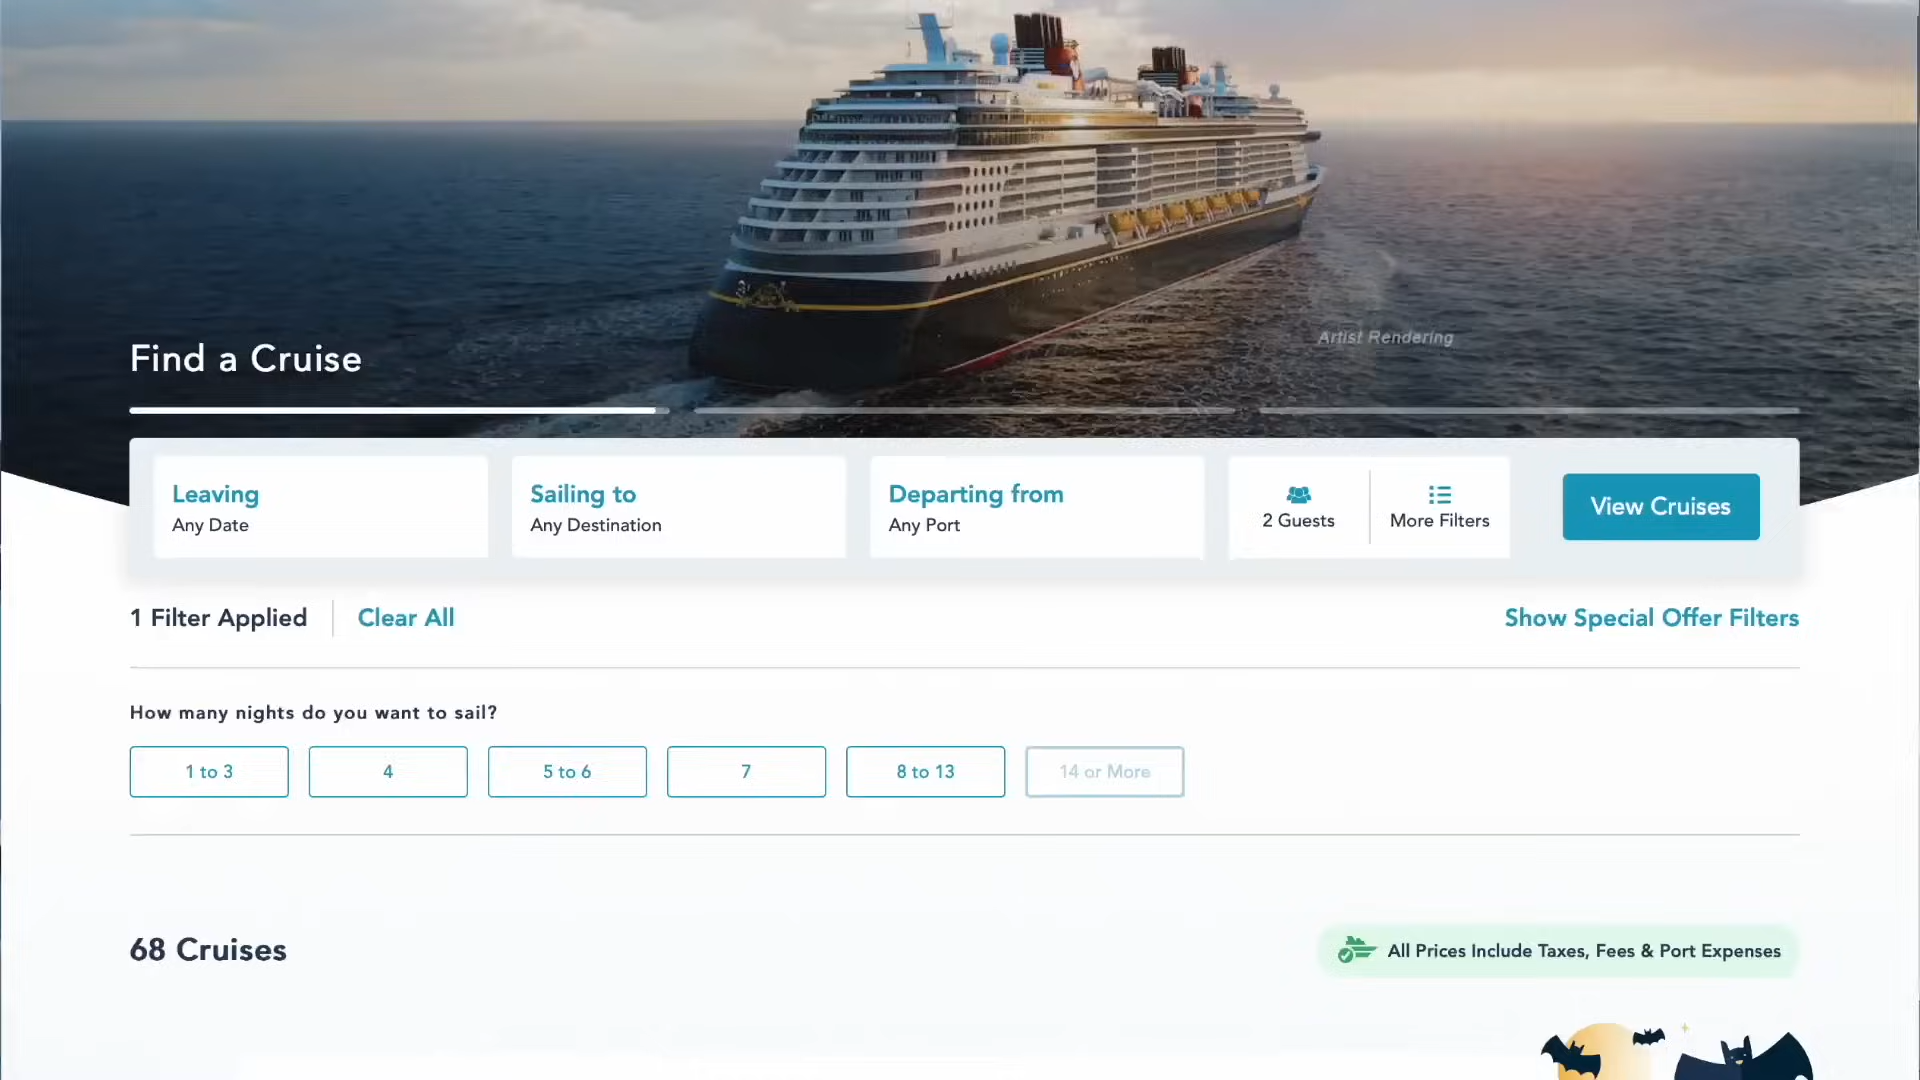 Artist Rendering
Find a Cruise
Leaving
Any Date
Sailing to
Any Destination
Departing from
Any Port
2 Guests
More Filters
View Cruises
1 Filter Applied
Clear All
Show Special Offer Filters
How many nights do you want to sail?
1 to 3
4
5 to 6
7
8 to 13
14 or More
68 Cruises
All Prices Include Taxes, Fees & Port Expenses